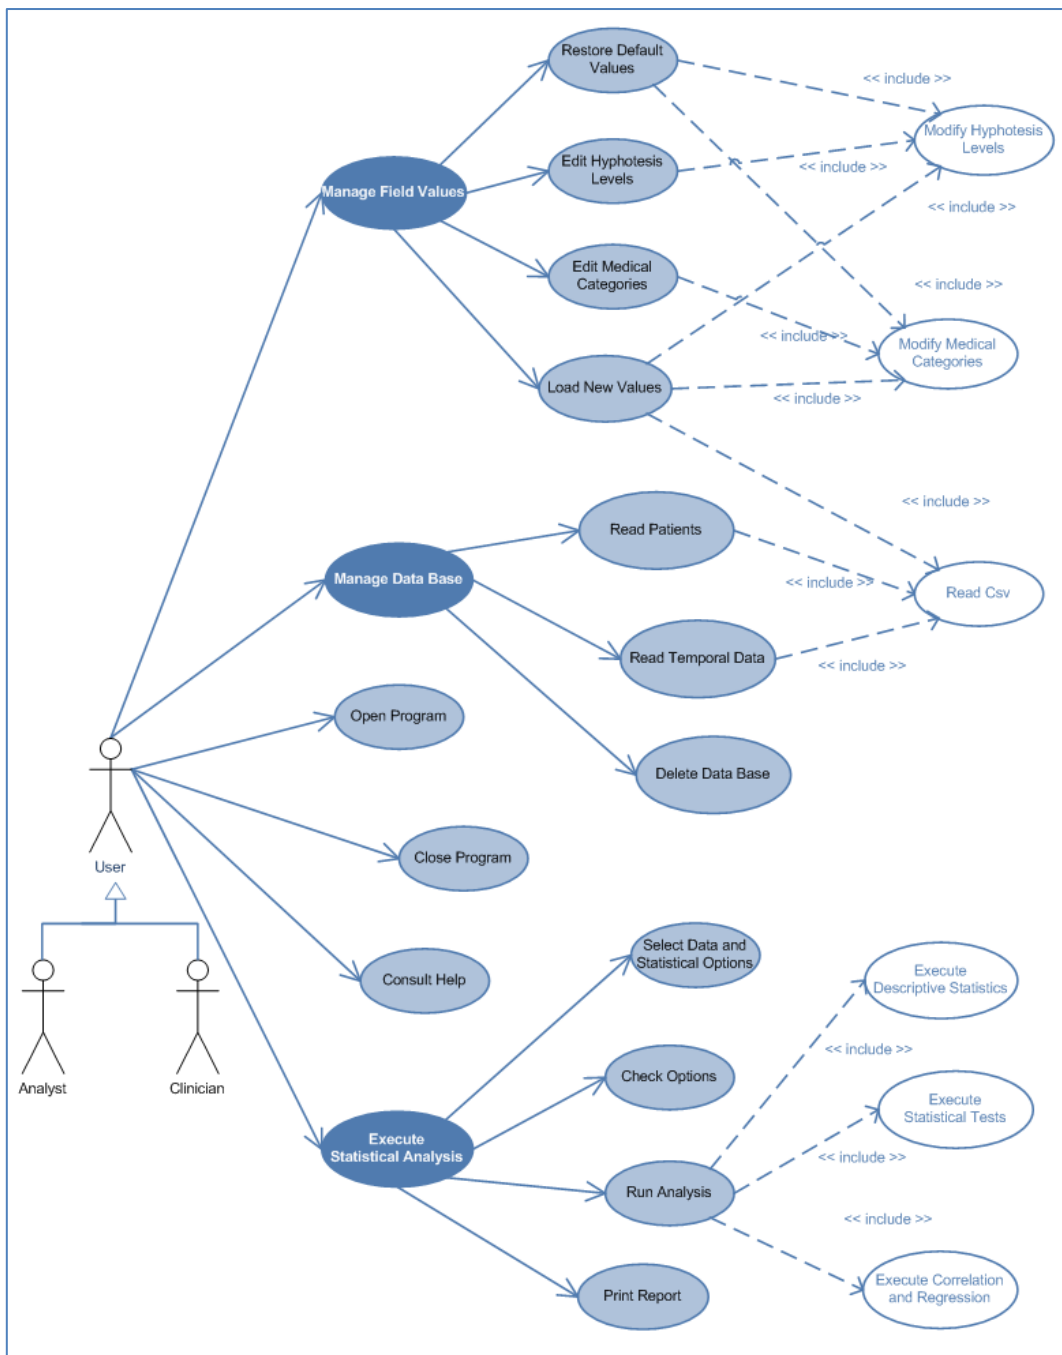 Restore Default
Values
<< include >>
Modify Hyphotesis
Levels
Edit Hyphotesis
Levels
<< include >>
Manage Field Values
<< include >>
Edit Medical
Categories
<< include >>
<< include >>
Modify Medical
Categories
Load New Values
<< include >>
<< include >>
Read Patients
Manage Data Base
<< include >>
Read Csv
Read Temporal Data
<< include >>
Open Program
Delete Data Base
Close Program
User
Select Data and
Statistical Options
Consult Help
Execute
Descriptive Statistics
<< include >>
Analyst
Clinician
Check Options
Execute
Statistical Tests
Execute
Statistical Analysis
<< include >>
Run Analysis
<< include >>
Print Report
Execute Correlation
and Regression